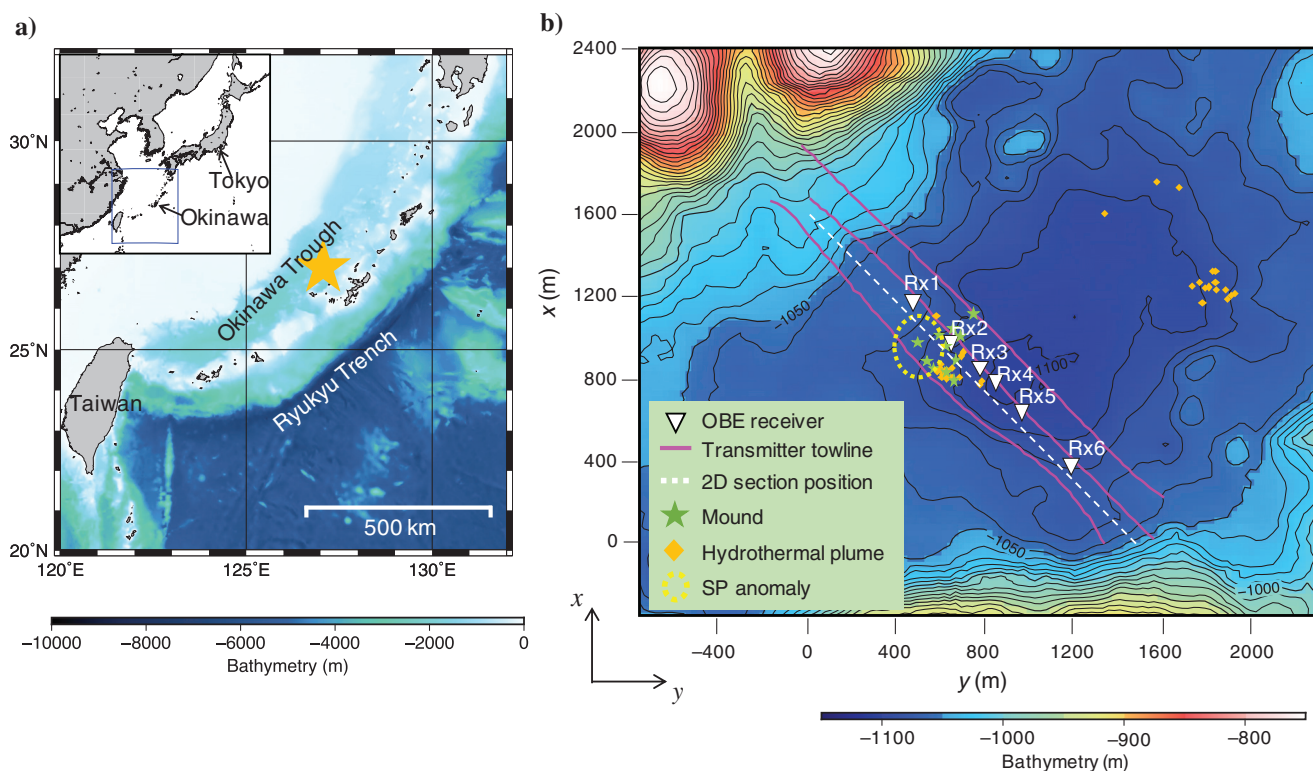 a)
30°N
25°N
20°N
120°E
125°E
130°E
Tokyo
Okinawa
Okinawa Trough
Ryukyu Trench
Taiwan
500 km
−10000
−8000
−6000
−4000
−2000
0
Bathymetry (m)
b)
2400
2000
1600
1200
800
400
0
x (m)
Rx1
Rx2
Rx3
Rx4
Rx5
Rx6
−1050
−1100
−1050
−1000
OBE receiver
Transmitter towline
2D section position
Mound
Hydrothermal plume
SP anomaly
x
y
−400
0
400
800
1200
1600
2000
y (m)
−1100
−1000
−900
−800
Bathymetry (m)